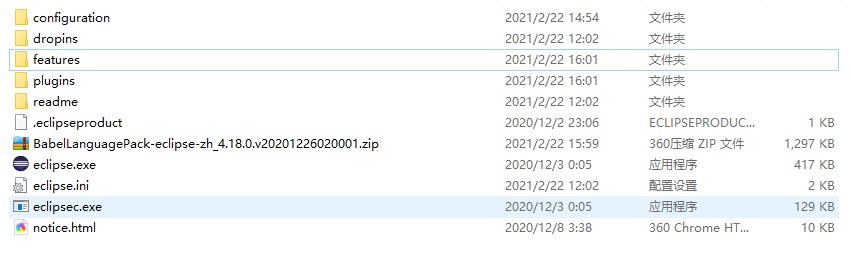 configuration 2021/2/22 14:54 文件夹
dropins 2021/2/22 12:02 文件夹
features 2021/2/22 16:01 文件夹
plugins 2021/2/22 16:01 文件夹
readme 2021/2/22 12:02 文件夹
.eclipseproduct 2020/12/2 23:06 ECLIPSEPRODUC... 1 KB
BabelLanguagePack-eclipse-zh_4.18.0.v20201226020001.zip 2021/2/22 15:59 360压缩 ZIP 文件 1,297 KB
eclipse.exe 2020/12/3 0:05 应用程序 417 KB
eclipse.ini 2021/2/22 12:02 配置设置 2 KB
eclipsec.exe 2020/12/3 0:05 应用程序 129 KB
notice.html 2020/12/8 3:38 360 Chrome HT... 10 KB